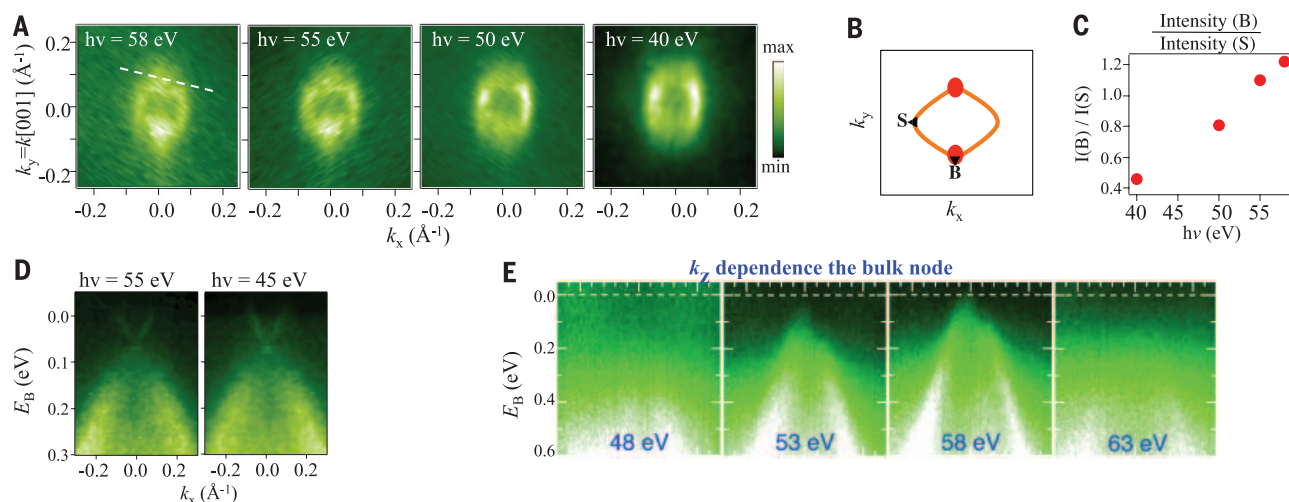 A
hν = 58 eV
hν = 55 eV
hν = 50 eV
hν = 40 eV
0.2
0.0
-0.2
ky=k[001] (Å-1)
-0.2 0.0 0.2
-0.2 0.0 0.2
-0.2 0.0 0.2
-0.2 0.0 0.2
kx (Å-1)
max
min
B
S
B
ky
kx
C
Intensity (B)
Intensity (S)
1.2
1.0
0.8
0.6
0.4
I(B) / I(S)
40 45 50 55
hν (eV)
D
hν = 55 eV
hν = 45 eV
0.0
0.1
0.2
0.3
EB (eV)
-0.2 0.0 0.2
-0.2 0.0 0.2
kx (Å-1)
E
kz dependence the bulk node
0.0
0.2
0.4
0.6
EB (eV)
48 eV
53 eV
58 eV
63 eV